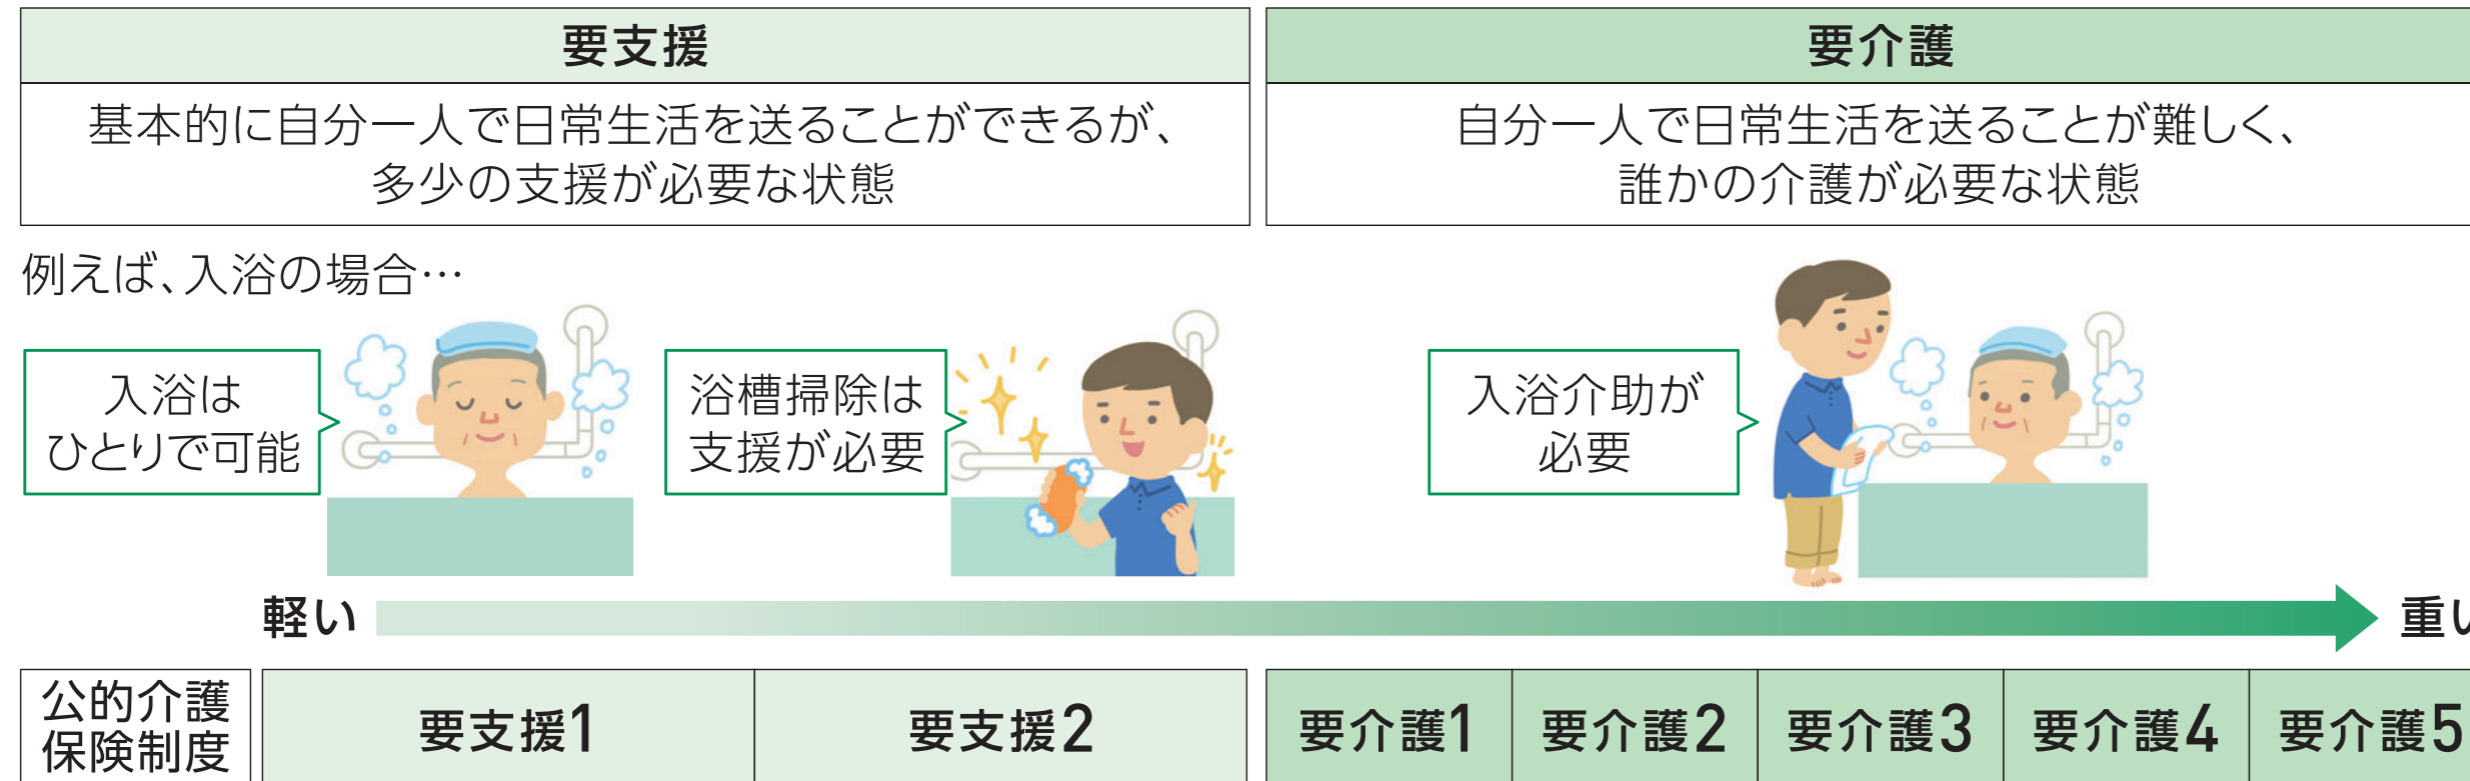 要支援
基本的に自分一人で日常生活を送ることができるが、
多少の支援が必要な状態
要介護
自分一人で日常生活を送ることが難しく、
誰かの介護が必要な状態
例えば、入浴の場合…
入浴は
ひとりで可能
浴槽掃除は
支援が必要
入浴介助が
必要
軽い
重い
公的介護
保険制度
要支援1
要支援2
要介護1
要介護2
要介護3
要介護4
要介護5